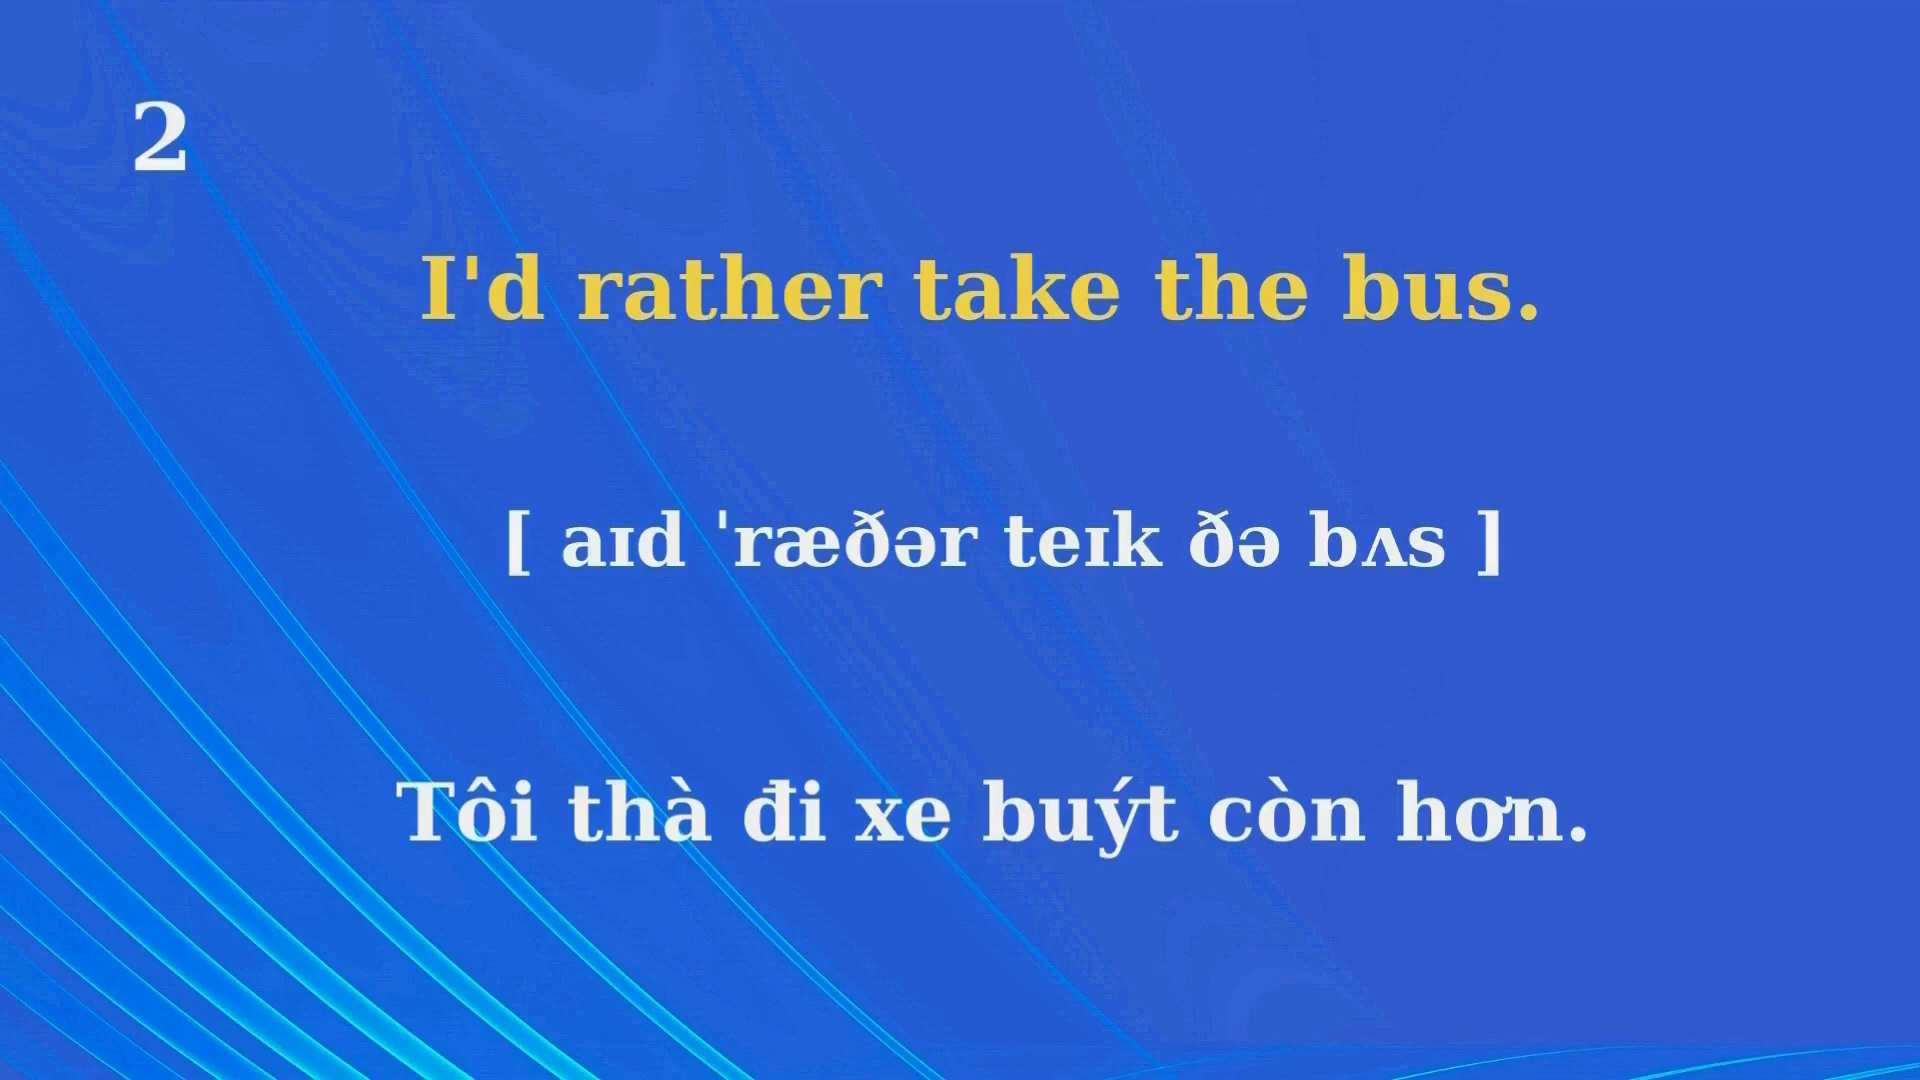 2
I'd rather take the bus.
[ aɪd ˈræðər teɪk ðə bʌs ]
Tôi thà đi xe buýt còn hơn.